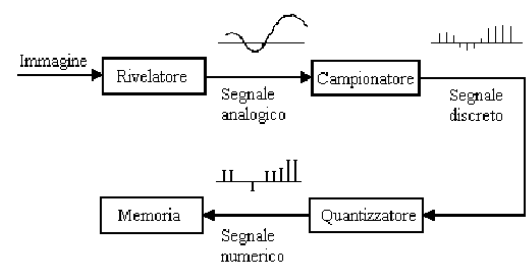 Immagine
Rivelatore
Segnale
analogico
Campionatore
Segnale
discreto
Quantizzatore
Segnale
numerico
Memoria